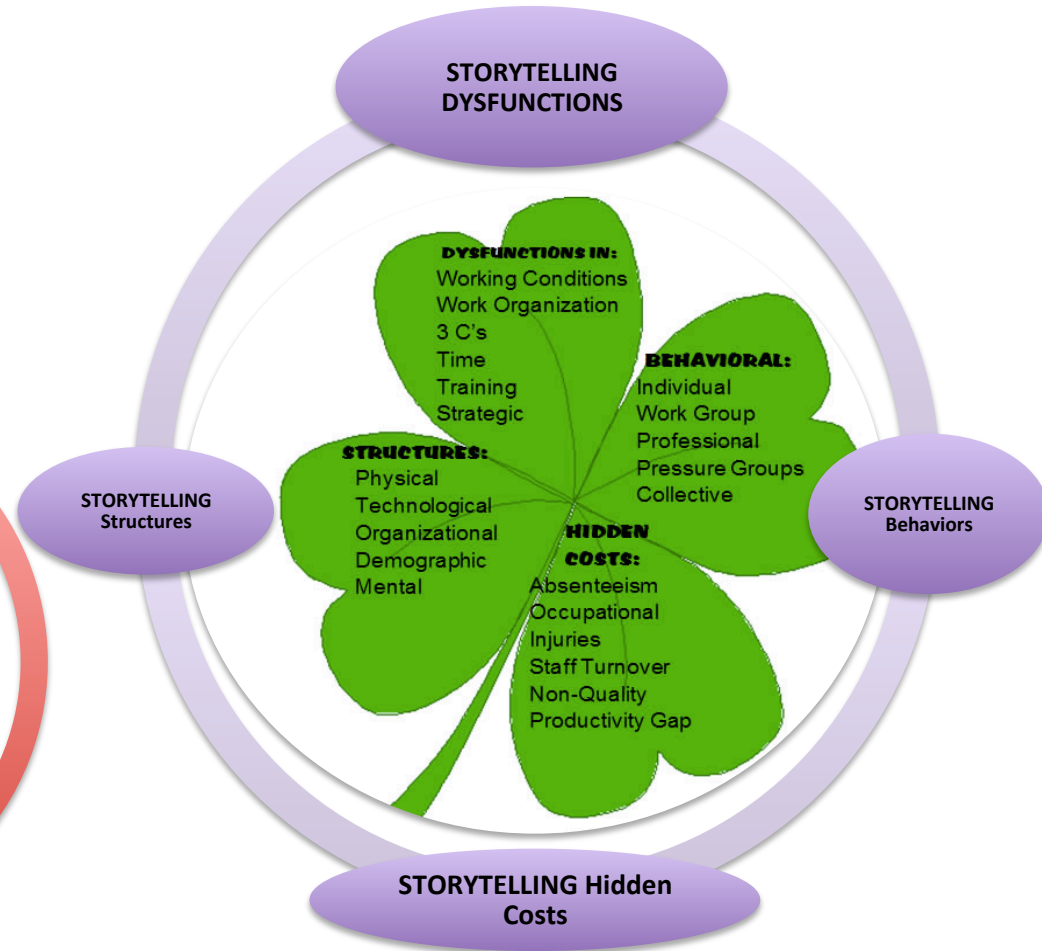 STORYTELLING
DYSFUNCTIONS
DYSFUNCTIONS IN:
Working Conditions
Work Organization
3 C's
Time
Training
Strategic
BEHAVIORAL:
Individual
Work Group
Professional
Pressure Groups
Collective
STRUCTURES:
Physical
Technological
Organizational
Demographic
Mental
HIDDEN
COSTS:
Absenteeism
Occupational
Injuries
Staff Turnover
Non-Quality
Productivity Gap
STORYTELLING
Structures
STORYTELLING
Behaviors
STORYTELLING Hidden
Costs